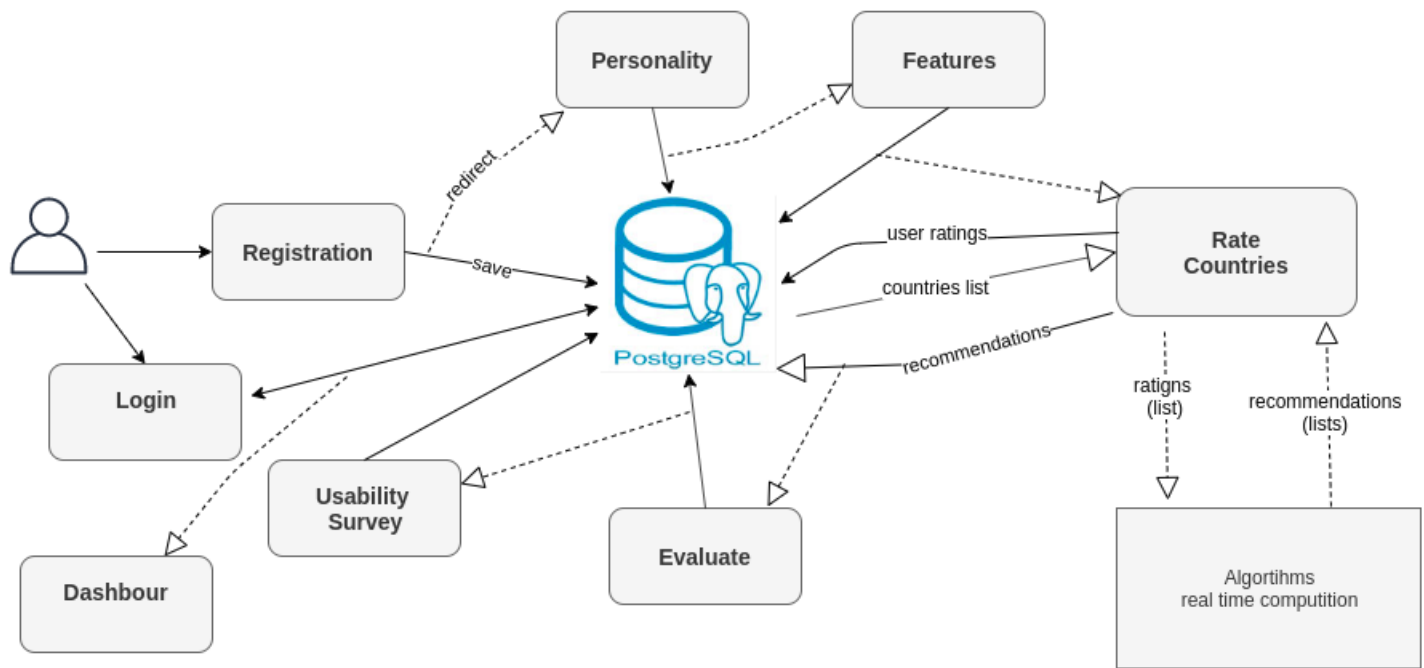 Personality
Features
redirect
Registration
save
user ratings
Rate
Countries
countries list
PostgreSQL
recommendations
Login
ratigns
(list)
recommendations
(lists)
Usability
Survey
Evaluate
Dashbour
Algortihms
real time computition